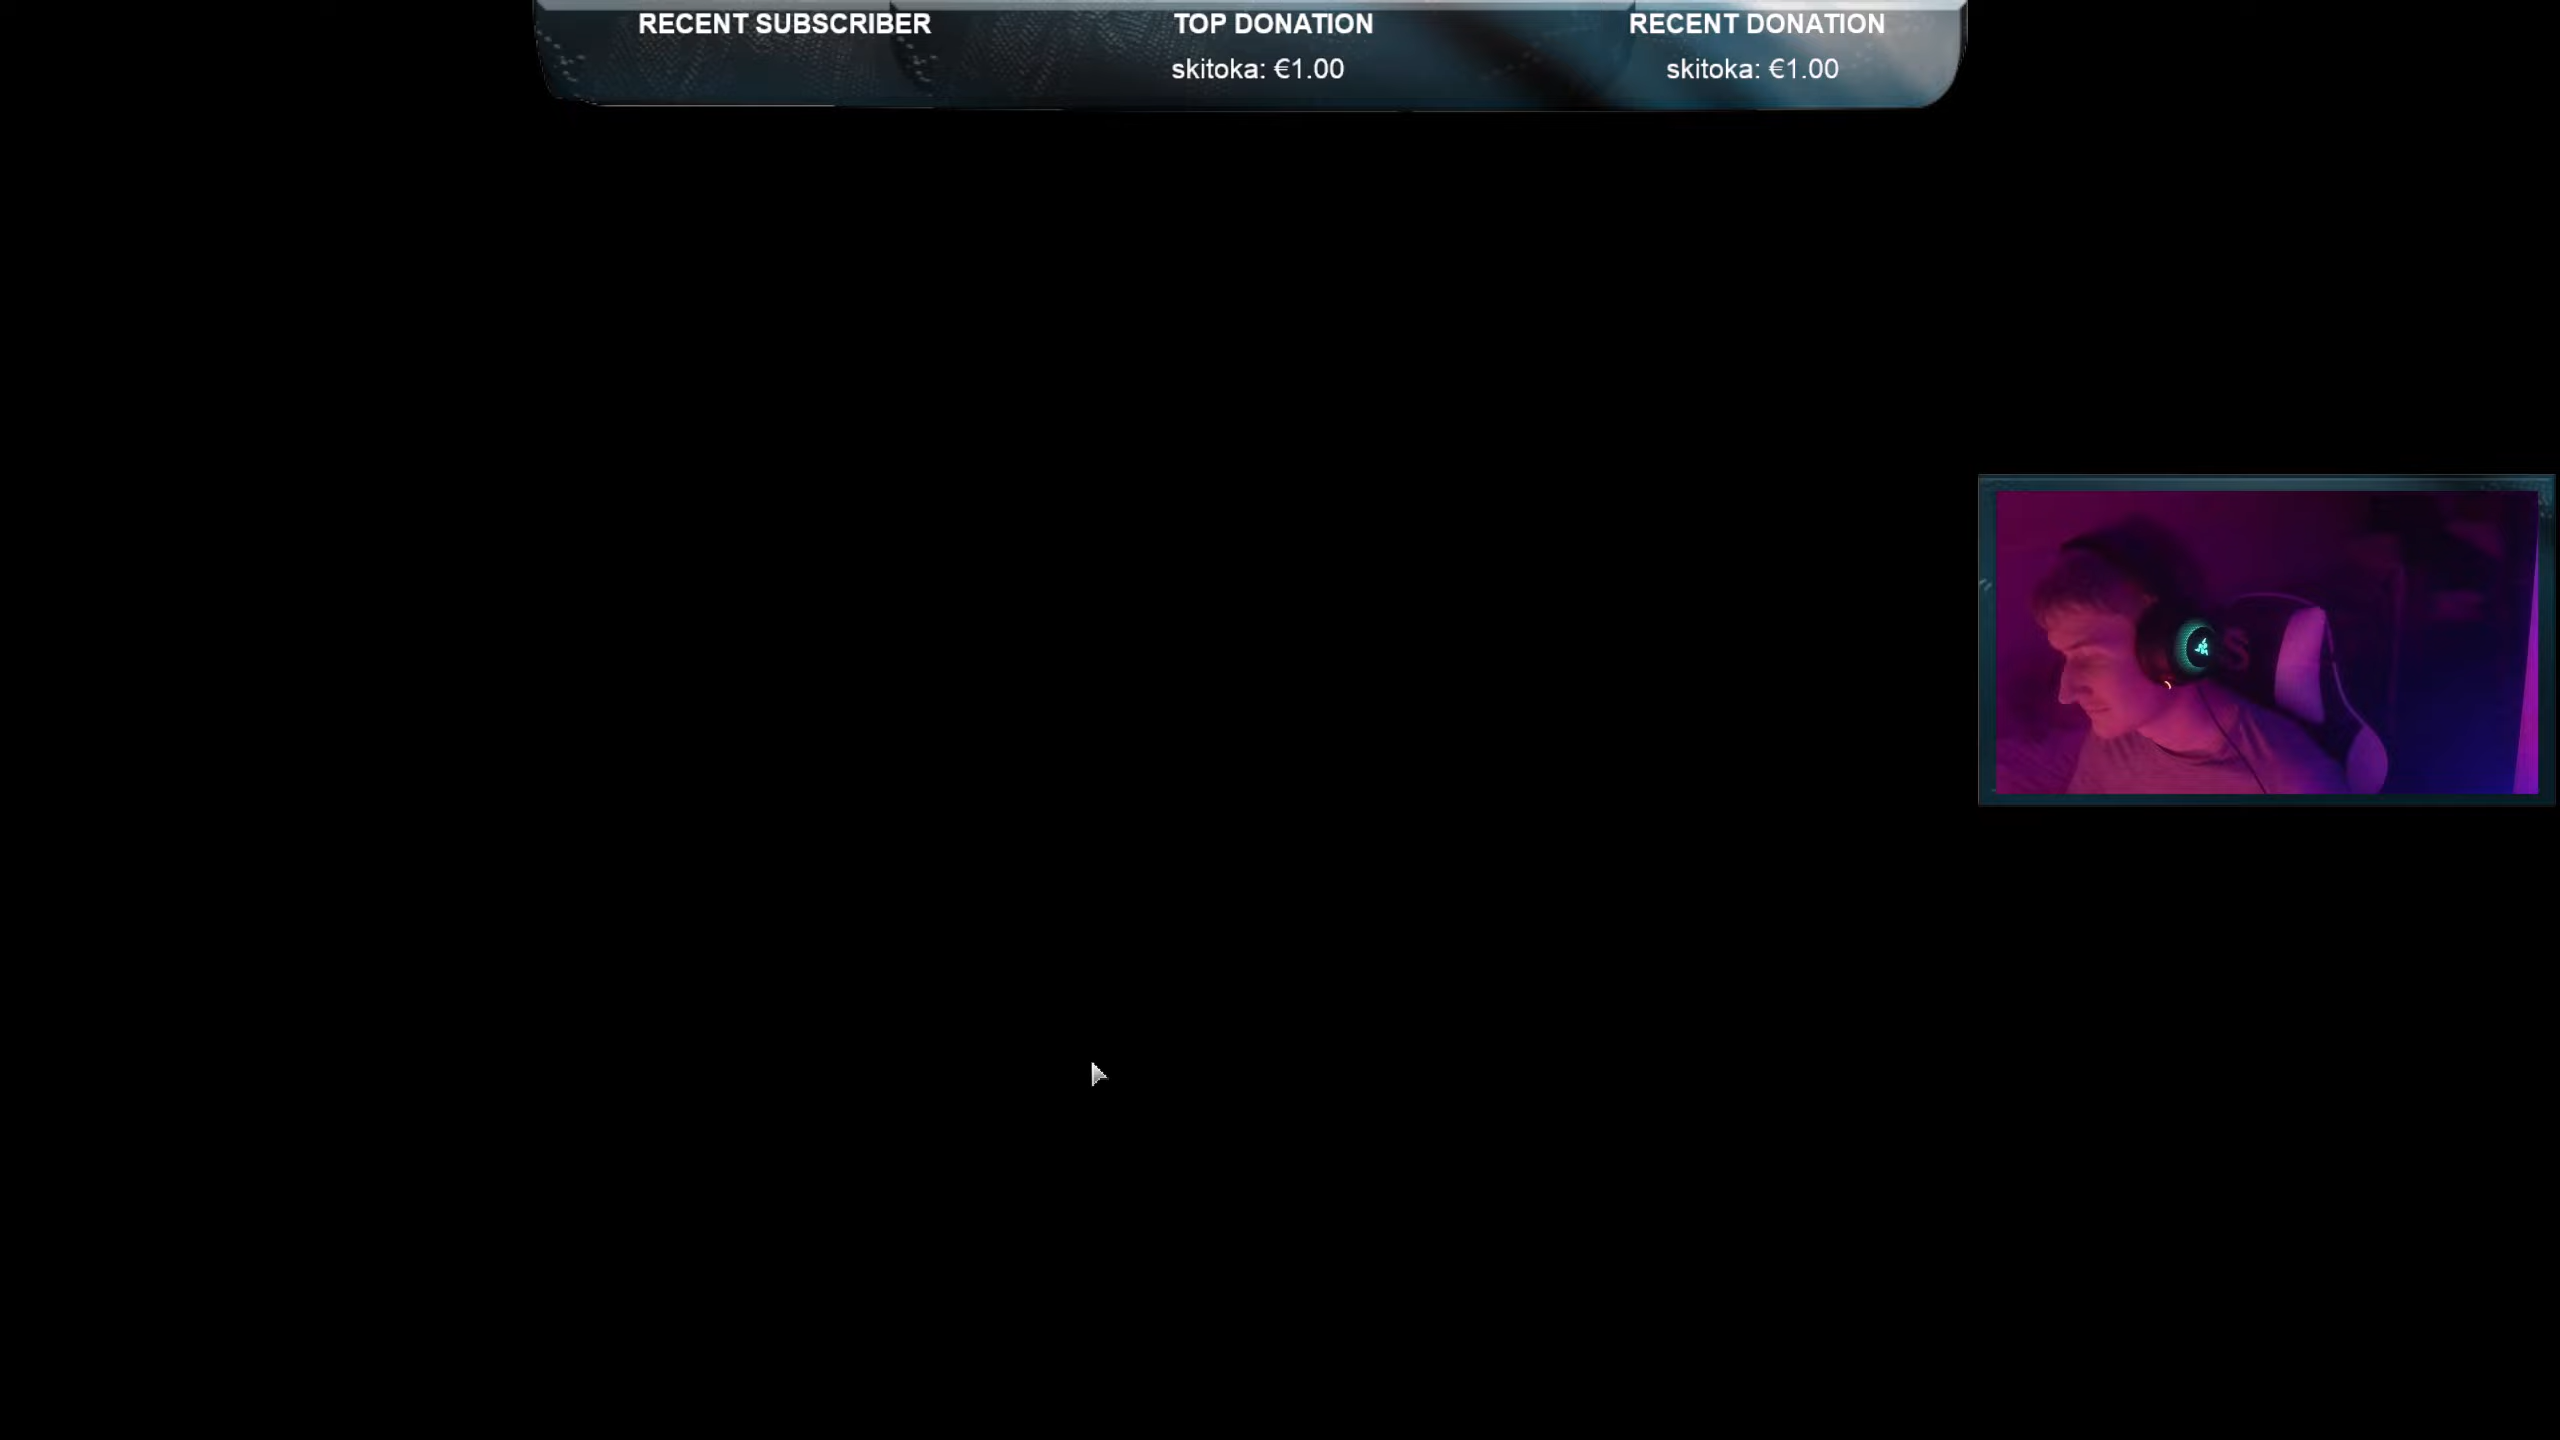 RECENT SUBSCRIBER
TOP DONATION
RECENT DONATION
skitoka: €1.00
skitoka: €1.00